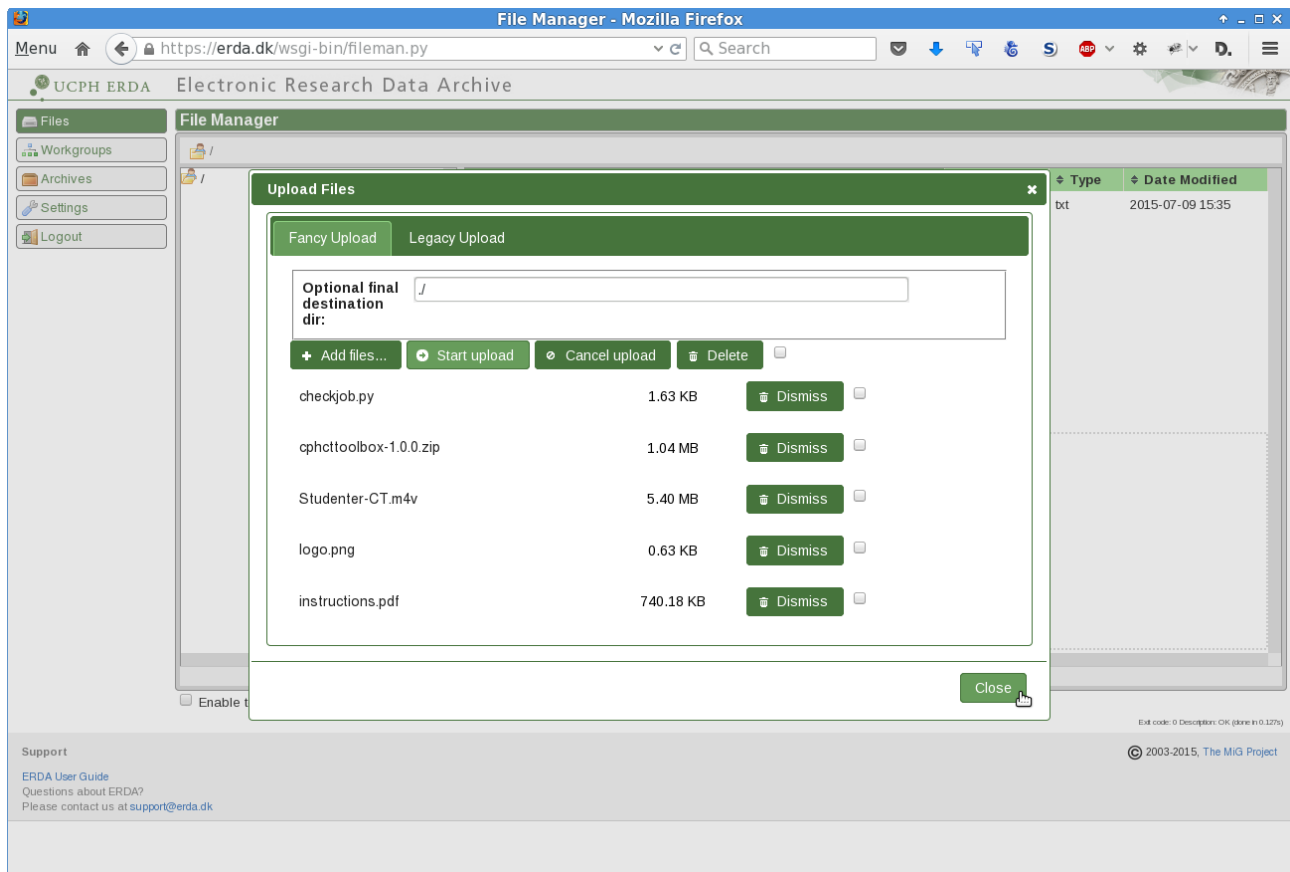 File Manager - Mozilla Firefox
Menu https://erda.dk/wsgi-bin/fileman.py Search S) ABP D.
UCPH ERDA Electronic Research Data Archive
Files
Workgroups
Archives
Settings
Logout
File Manager
/
/
Type Date Modified
txt 2015-07-09 15:35
Upload Files
Fancy Upload Legacy Upload
Optional final
destination
dir:
./
+ Add files... Start upload Cancel upload Delete
checkjob.py 1.63 KB Dismiss
cphcttoolbox-1.0.0.zip 1.04 MB Dismiss
Studenter-CT.m4v 5.40 MB Dismiss
logo.png 0.63 KB Dismiss
instructions.pdf 740.18 KB Dismiss
Close
Enable t
Exit code: 0 Description: OK (done in 0.127s)
Support
© 2003-2015, The MiG Project
ERDA User Guide
Questions about ERDA?
Please contact us at support@erda.dk